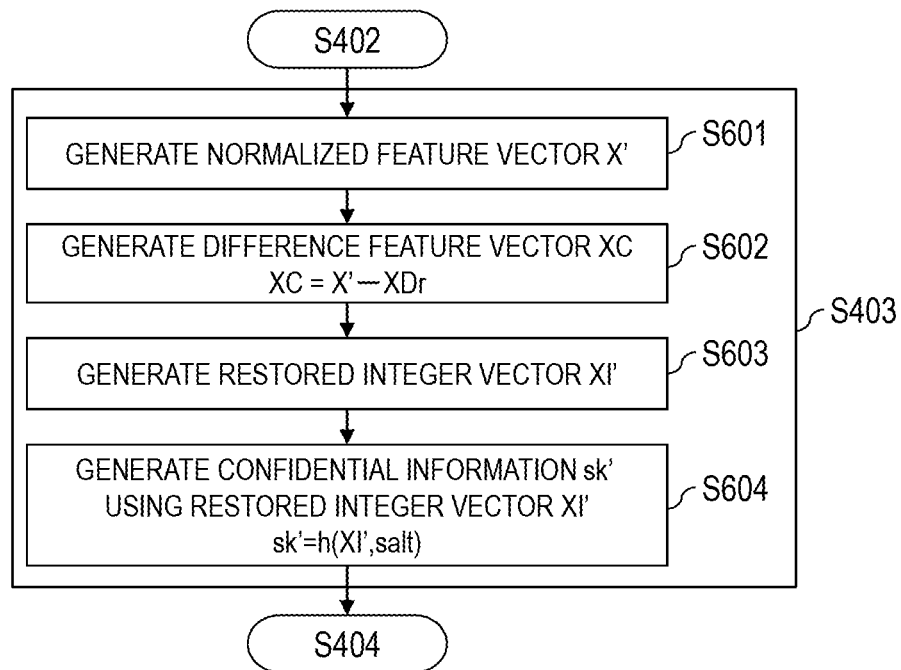 S402
GENERATE NORMALIZED FEATURE VECTOR X'
S601
GENERATE DIFFERENCE FEATURE VECTOR XC
XC = X' — XDr
S602
S403
GENERATE RESTORED INTEGER VECTOR XI'
S603
GENERATE CONFIDENTIAL INFORMATION sk'
USING RESTORED INTEGER VECTOR XI'
sk'=h(XI',salt)
S604
S404